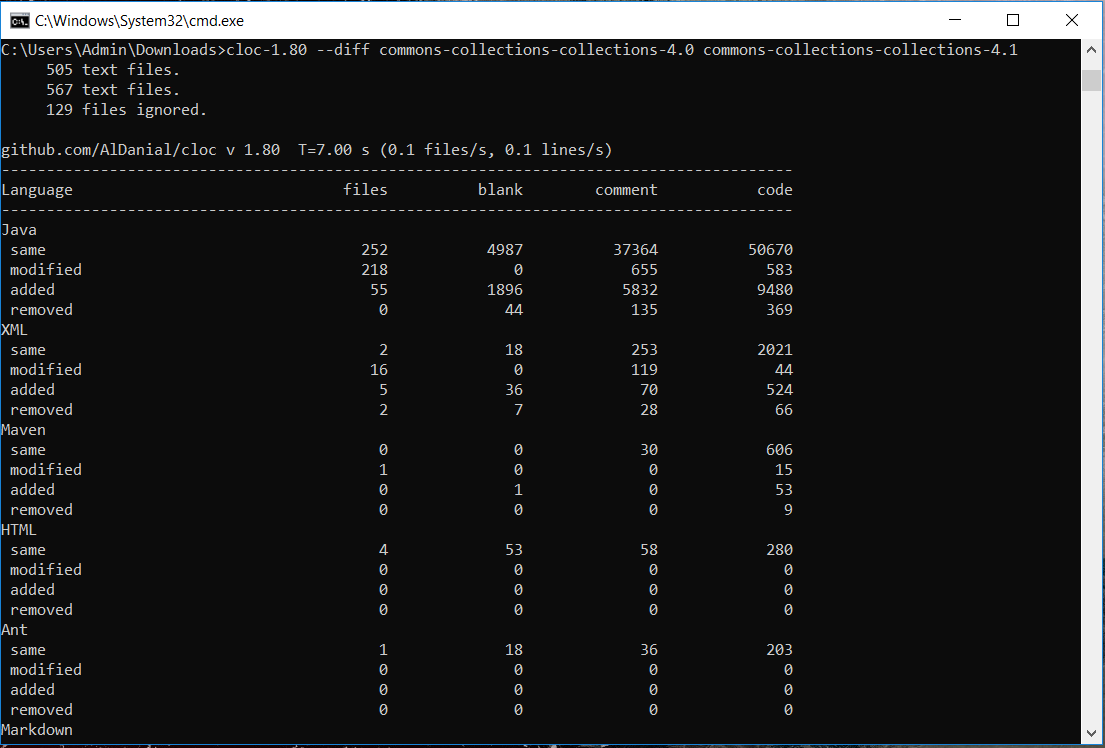 C:\Windows\System32\cmd.exe
C:\Users\Admin\Downloads>cloc-1.80 --diff commons-collections-collections-4.0 commons-collections-collections-4.1
505 text files.
567 text files.
129 files ignored.
github.com/AlDanial/cloc v 1.80  T=7.00 s (0.1 files/s, 0.1 lines/s)
----------------------------------------------------------------------------------------
Language files blank comment code
----------------------------------------------------------------------------------------
Java
same 252 4987 37364 50670
modified 218 0 655 583
added 55 1896 5832 9480
removed 0 44 135 369
XML
same 2 18 253 2021
modified 16 0 119 44
added 5 36 70 524
removed 2 7 28 66
Maven
same 0 0 30 606
modified 1 0 0 15
added 0 1 0 53
removed 0 0 0 9
HTML
same 4 53 58 280
modified 0 0 0 0
added 0 0 0 0
removed 0 0 0 0
Ant
same 1 18 36 203
modified 0 0 0 0
added 0 0 0 0
removed 0 0 0 0
Markdown